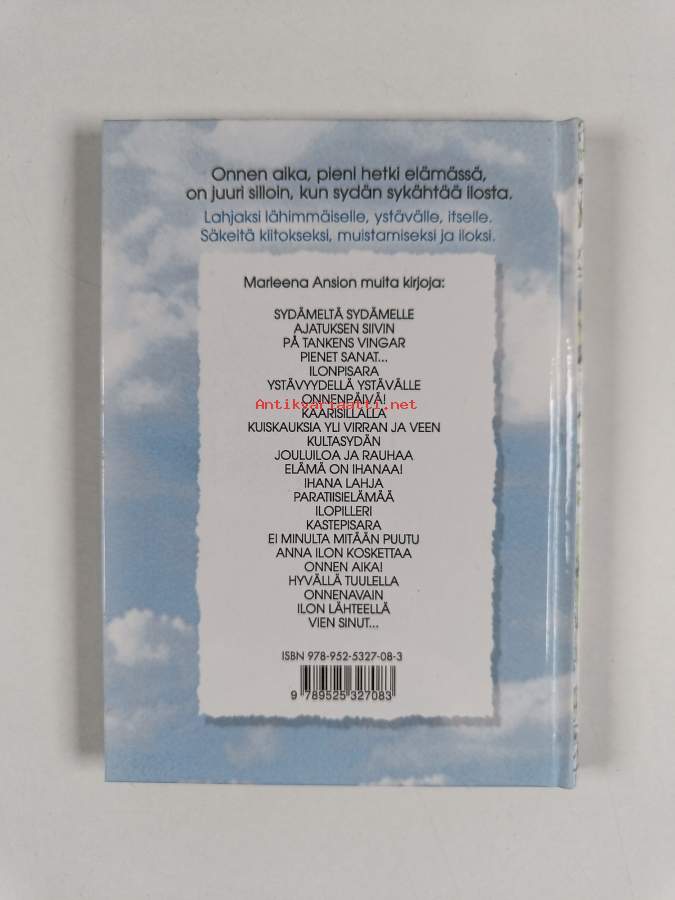 Onnen aika, pieni hetki elämässä,
on juuri silloin, kun sydän sykähtää ilosta.
Lahjaksi lähimmäiselle, ystävälle, itselle.
Säkeitä kiitokseksi, muistamiseksi ja iloksi.
Marleena Ansion muita kirjoja:
SYDÄMELTÄ SYDÄMELLE
AJATUKSEN SIIVIN
PÅ TANKENS VINGAR
PIENET SANAT...
ILONPISARA
YSTÄVYYDELLÄ YSTÄVÄLLE
ONNENPÄIVÄ!
Antikvariaatti.net
KAARISILLALLA
KUISKAUKSIA YLI VIRRAN JA VEEN
KULTASYDÄN
JOULUILOA JA RAUHAA
ELÄMÄ ON IHANAA!
IHANA LAHJA
PARATIISIELÄMÄÄ
ILOPILLERI
KASTEPISARA
EI MINULTA MITÄÄN PUUTU
ANNA ILON KOSKETTAA
ONNEN AIKA!
HYVÄLLÄ TUULELLA
ONNENAVAIN
ILON LÄHTEELLÄ
VIEN SINUT...
ISBN 978-952-5327-08-3
9 789525 327083